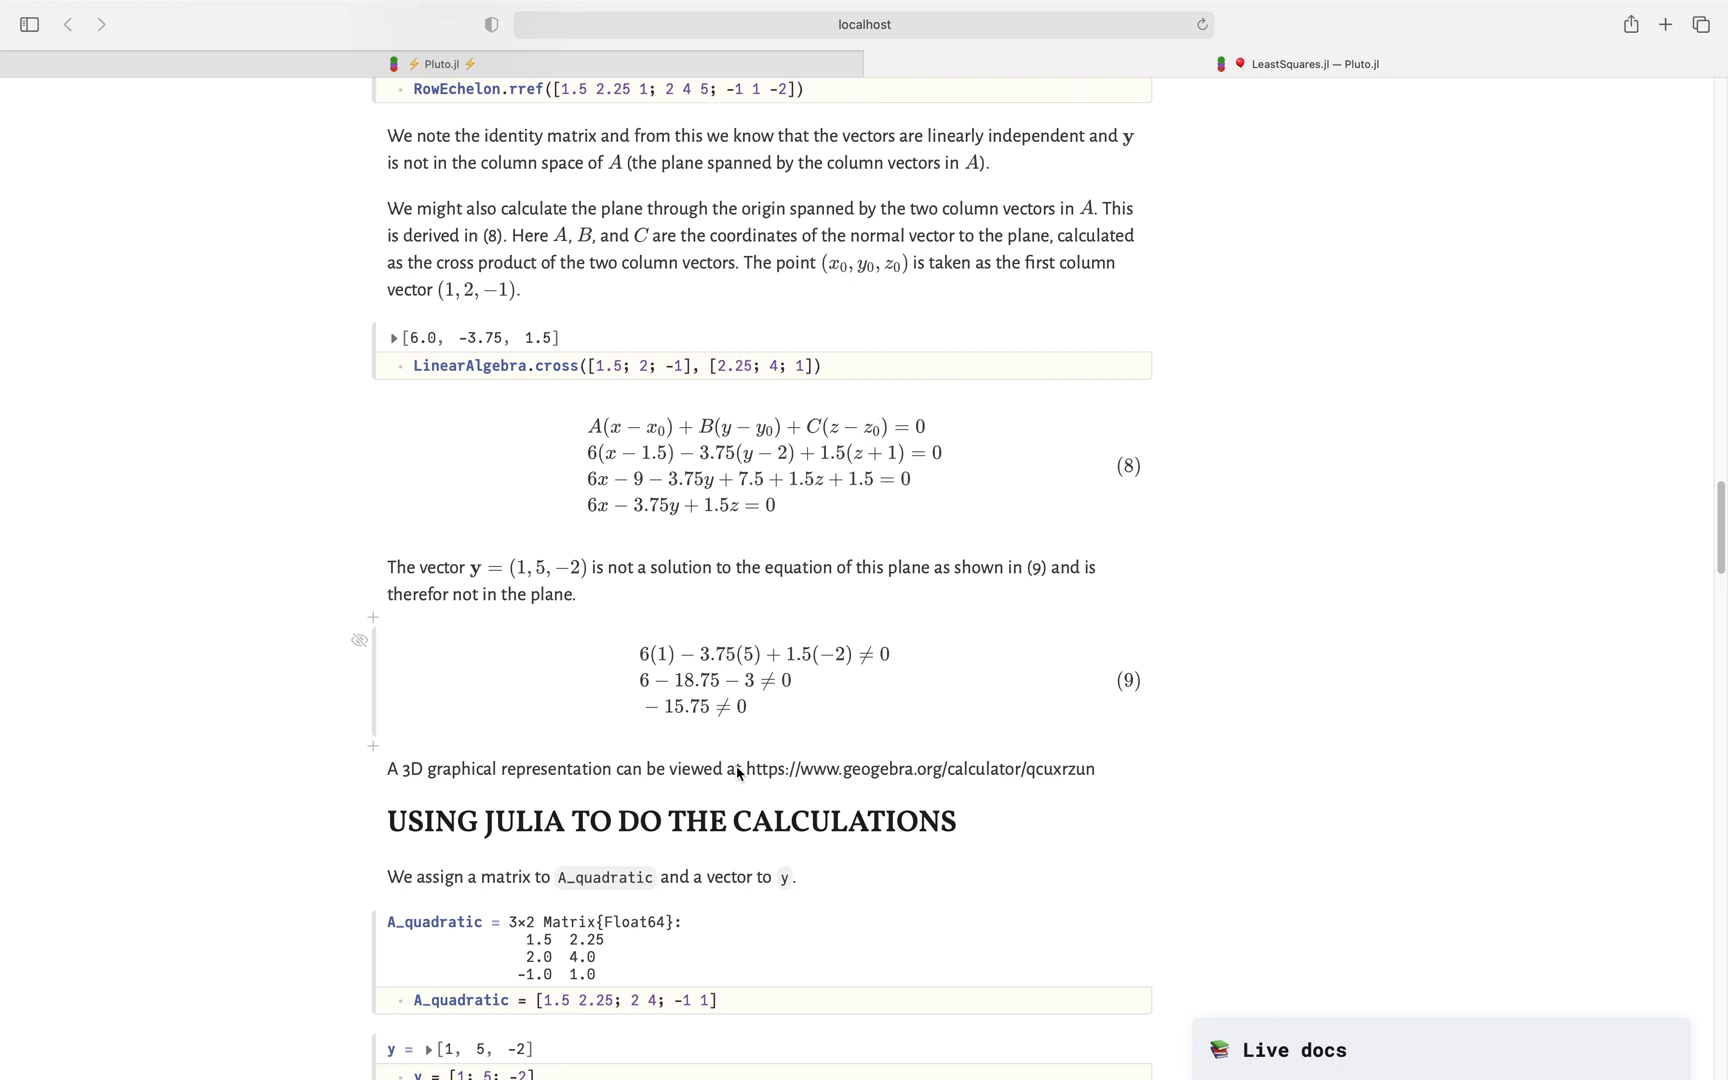 localhost
⚡ Pluto.jl ⚡
🎈 LeastSquares.jl — Pluto.jl
RowEchelon.rref([1.5 2.25 1; 2 4 5; -1 1 -2])
We note the identity matrix and from this we know that the vectors are linearly independent and y
is not in the column space of A (the plane spanned by the column vectors in A).
We might also calculate the plane through the origin spanned by the two column vectors in A. This
is derived in (8). Here A, B, and C are the coordinates of the normal vector to the plane, calculated
as the cross product of the two column vectors. The point (x₀, y₀, z₀) is taken as the first column
vector (1, 2, −1).
[6.0, -3.75, 1.5]
LinearAlgebra.cross([1.5; 2; -1], [2.25; 4; 1])
A(x − x₀) + B(y − y₀) + C(z − z₀) = 0
6(x − 1.5) − 3.75(y − 2) + 1.5(z + 1) = 0
(8)
6x − 9 − 3.75y + 7.5 + 1.5z + 1.5 = 0
6x − 3.75y + 1.5z = 0
The vector y = (1, 5, −2) is not a solution to the equation of this plane as shown in (9) and is
therefor not in the plane.
6(1) − 3.75(5) + 1.5(−2) ≠ 0
6 − 18.75 − 3 ≠ 0
(9)
− 15.75 ≠ 0
A 3D graphical representation can be viewed at https://www.geogebra.org/calculator/qcuxrzun
USING JULIA TO DO THE CALCULATIONS
We assign a matrix to A_quadratic and a vector to y.
A_quadratic = 3×2 Matrix{Float64}:
1.5 2.25
2.0 4.0
-1.0 1.0
A_quadratic = [1.5 2.25; 2 4; -1 1]
y = [1, 5, -2]
y = [1; 5; -2]
📚 Live docs